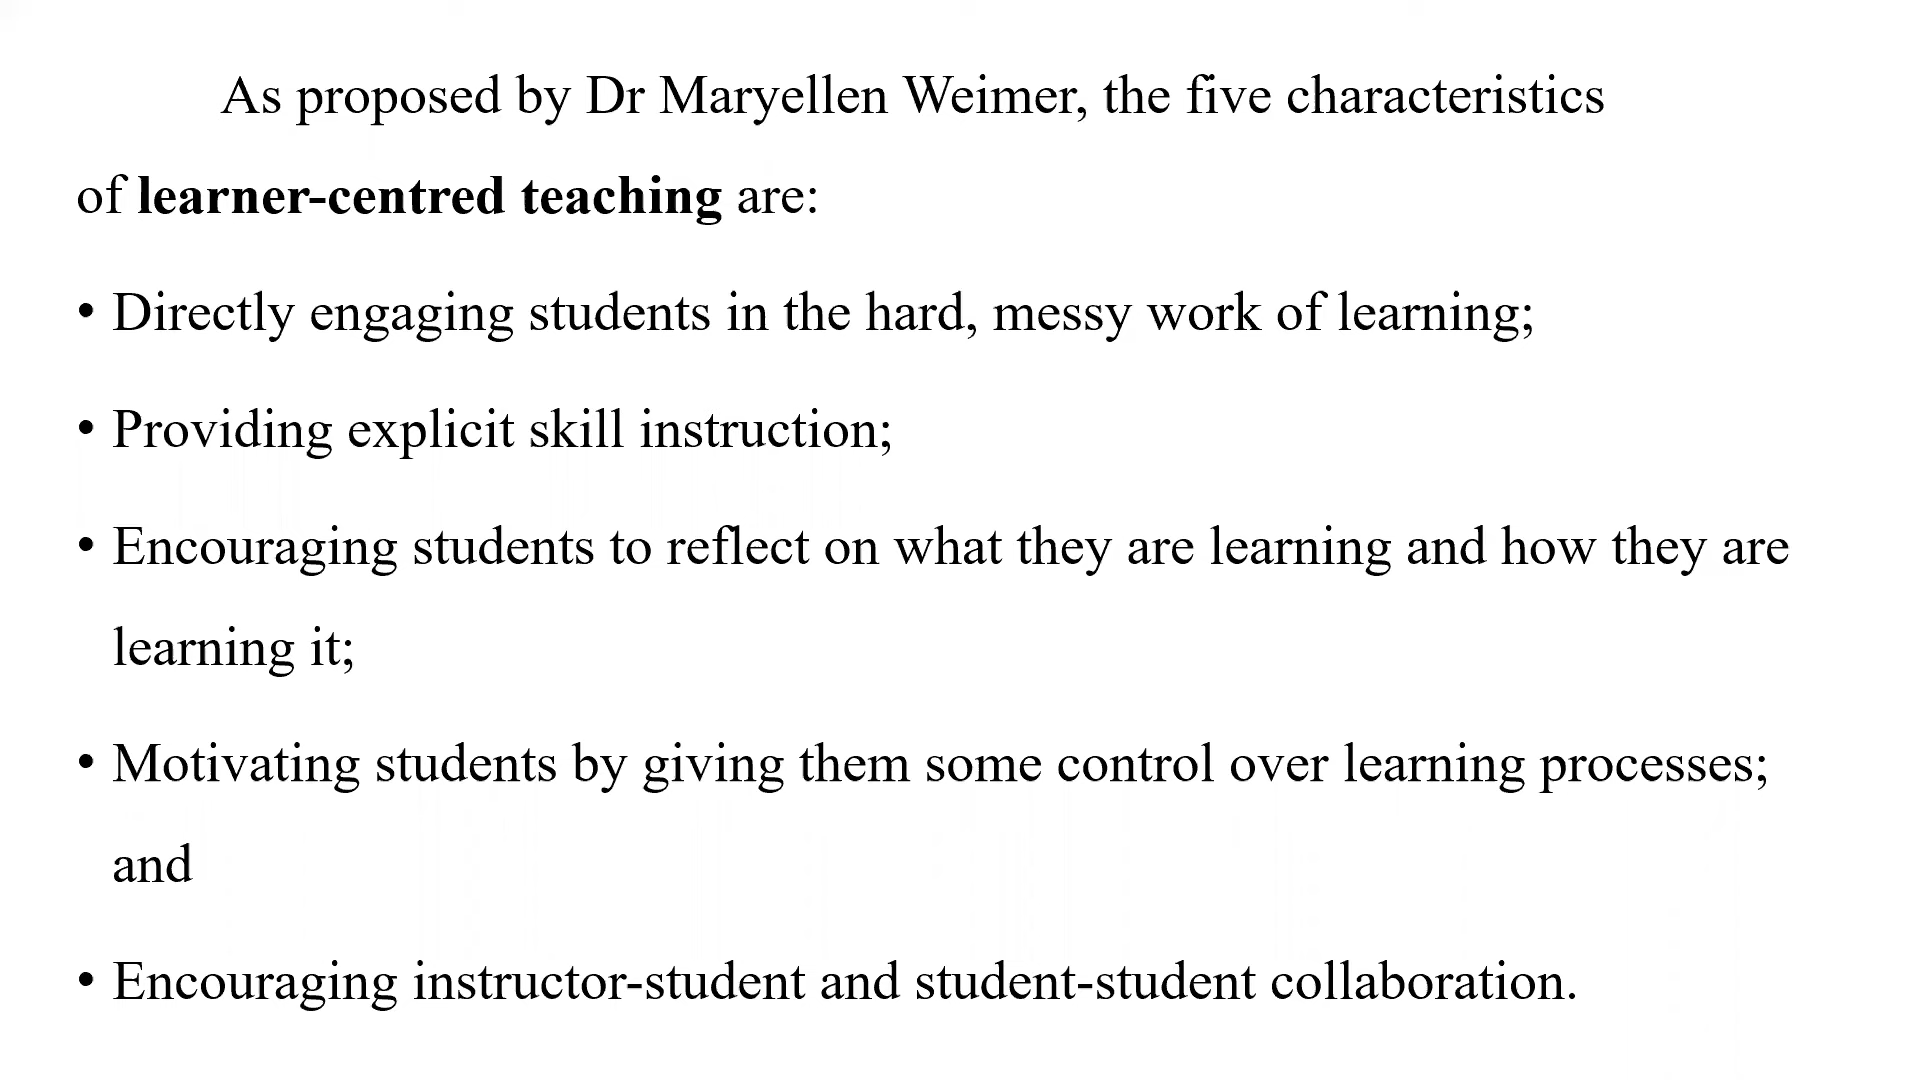 As proposed by Dr Maryellen Weimer, the five characteristics
of learner-centred teaching are:
• Directly engaging students in the hard, messy work of learning;
• Providing explicit skill instruction;
• Encouraging students to reflect on what they are learning and how they are
learning it;
• Motivating students by giving them some control over learning processes;
and
• Encouraging instructor-student and student-student collaboration.